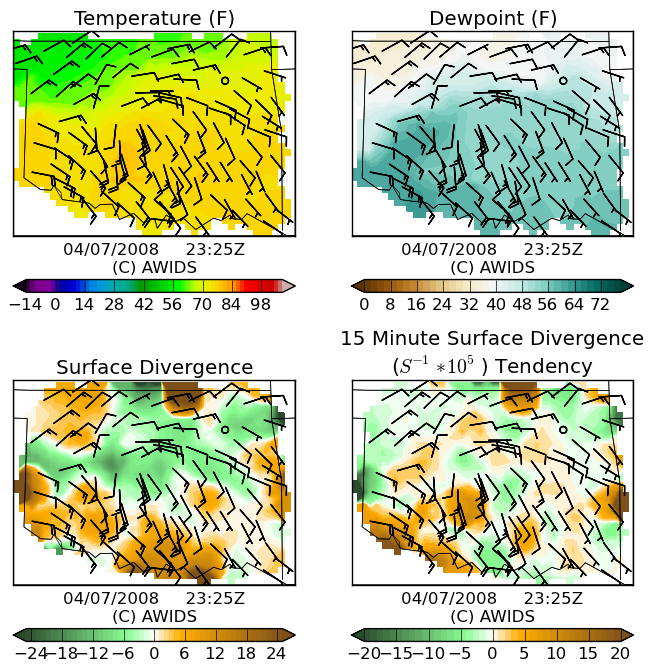 Temperature (F)
Dewpoint (F)
04/07/2008 23:25Z
(C) AWIDS
−14 0 14 28 42 56 70 84 98
04/07/2008 23:25Z
(C) AWIDS
0 8 16 24 32 40 48 56 64 72
Surface Divergence
15 Minute Surface Divergence
(S⁻¹ *10⁵ ) Tendency
04/07/2008 23:25Z
(C) AWIDS
−24 −18 −12 −6 0 6 12 18 24
04/07/2008 23:25Z
(C) AWIDS
−20 −15 −10 −5 0 5 10 15 20